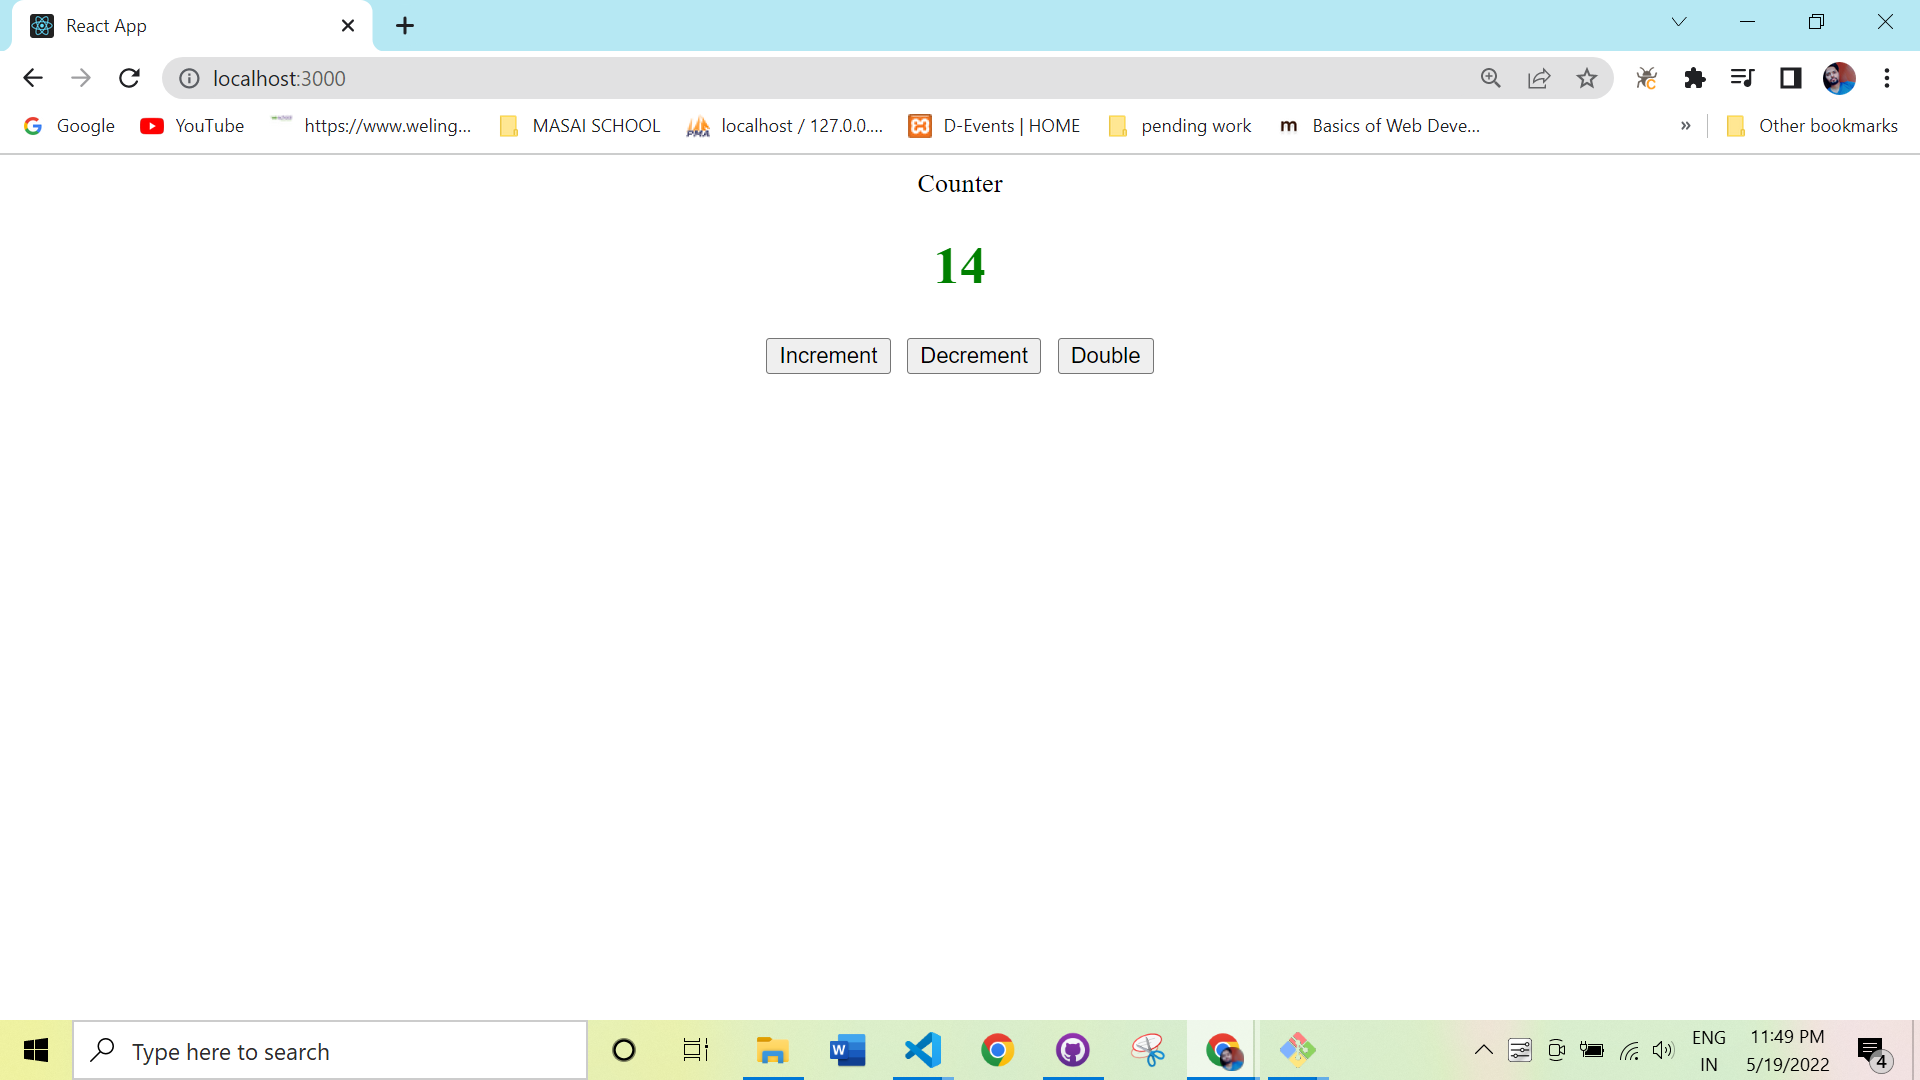 React App
localhost:3000
Google YouTube https://www.weling... MASAI SCHOOL localhost / 127.0.0.... D-Events | HOME pending work m Basics of Web Deve... » Other bookmarks
Counter
14
Increment Decrement Double
Type here to search
ENG
IN
11:49 PM
5/19/2022
4